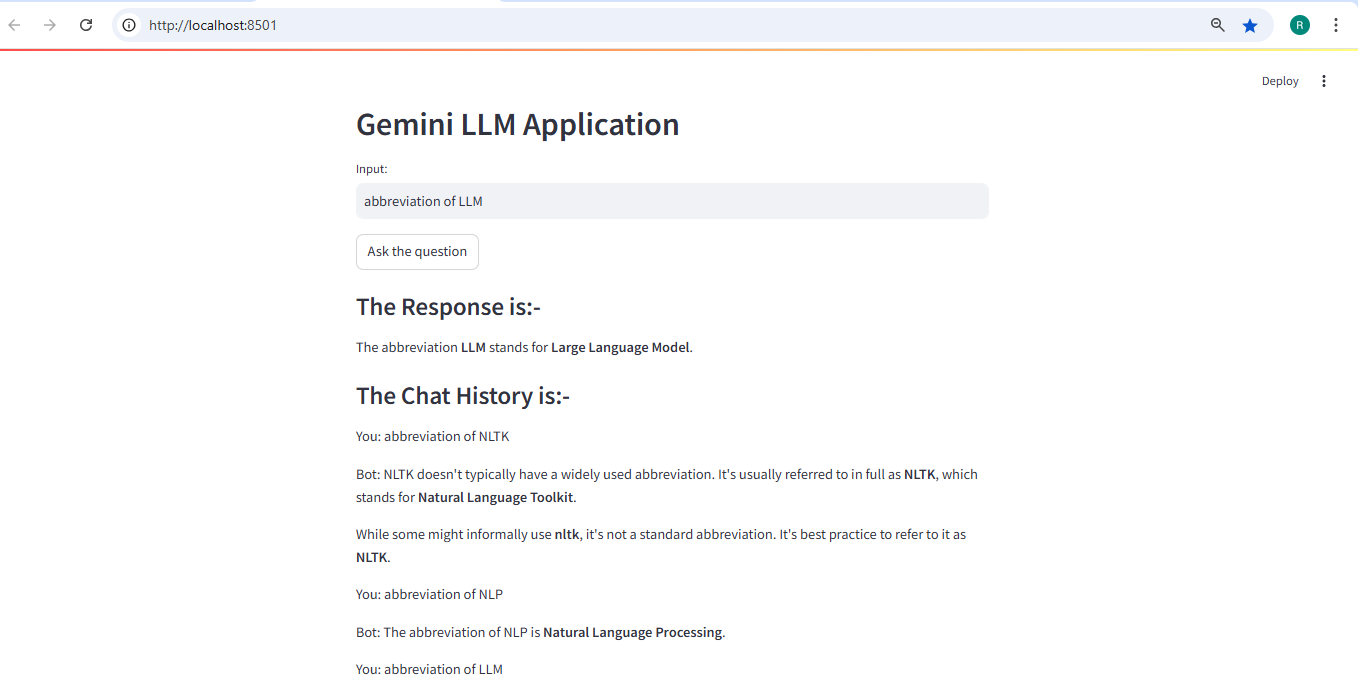 http://localhost:8501
R
Deploy
Gemini LLM Application
Input:
abbreviation of LLM
Ask the question
The Response is:-
The abbreviation LLM stands for Large Language Model.
The Chat History is:-
You: abbreviation of NLTK
Bot: NLTK doesn't typically have a widely used abbreviation. It's usually referred to in full as NLTK, which
stands for Natural Language Toolkit.
While some might informally use nltk, it's not a standard abbreviation. It's best practice to refer to it as
NLTK.
You: abbreviation of NLP
Bot: The abbreviation of NLP is Natural Language Processing.
You: abbreviation of LLM